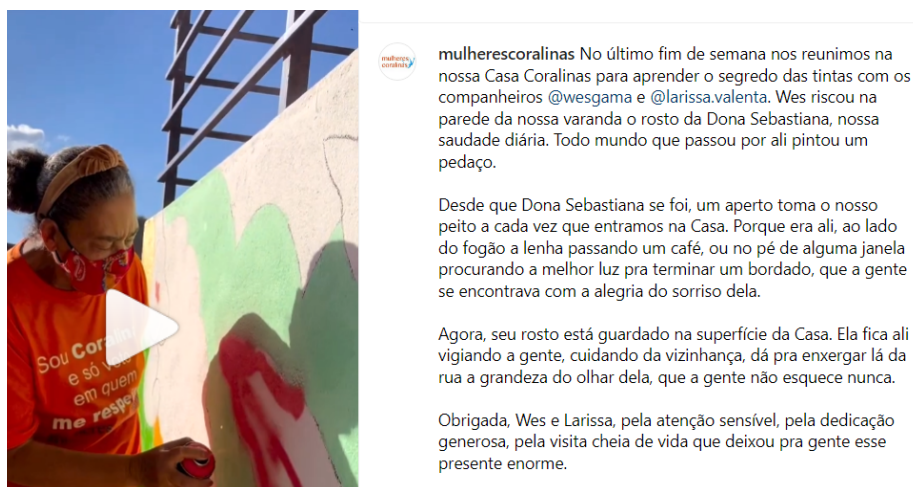 mulheres
coralinas
mulherescoralinas No último fim de semana nos reunimos na
nossa Casa Coralinas para aprender o segredo das tintas com os
companheiros @wesgama e @larissa.valenta. Wes riscou na
parede da nossa varanda o rosto da Dona Sebastiana, nossa
saudade diária. Todo mundo que passou por ali pintou um
pedaço.
Desde que Dona Sebastiana se foi, um aperto toma o nosso
peito a cada vez que entramos na Casa. Porque era ali, ao lado
do fogão a lenha passando um café, ou no pé de alguma janela
procurando a melhor luz pra terminar um bordado, que a gente
se encontrava com a alegria do sorriso dela.
Agora, seu rosto está guardado na superfície da Casa. Ela fica ali
vigiando a gente, cuidando da vizinhança, dá pra enxergar lá da
rua a grandeza do olhar dela, que a gente não esquece nunca.
Obrigada, Wes e Larissa, pela atenção sensível, pela dedicação
generosa, pela visita cheia de vida que deixou pra gente esse
presente enorme.
Sou Coralin
e só vo
em quem
me respe